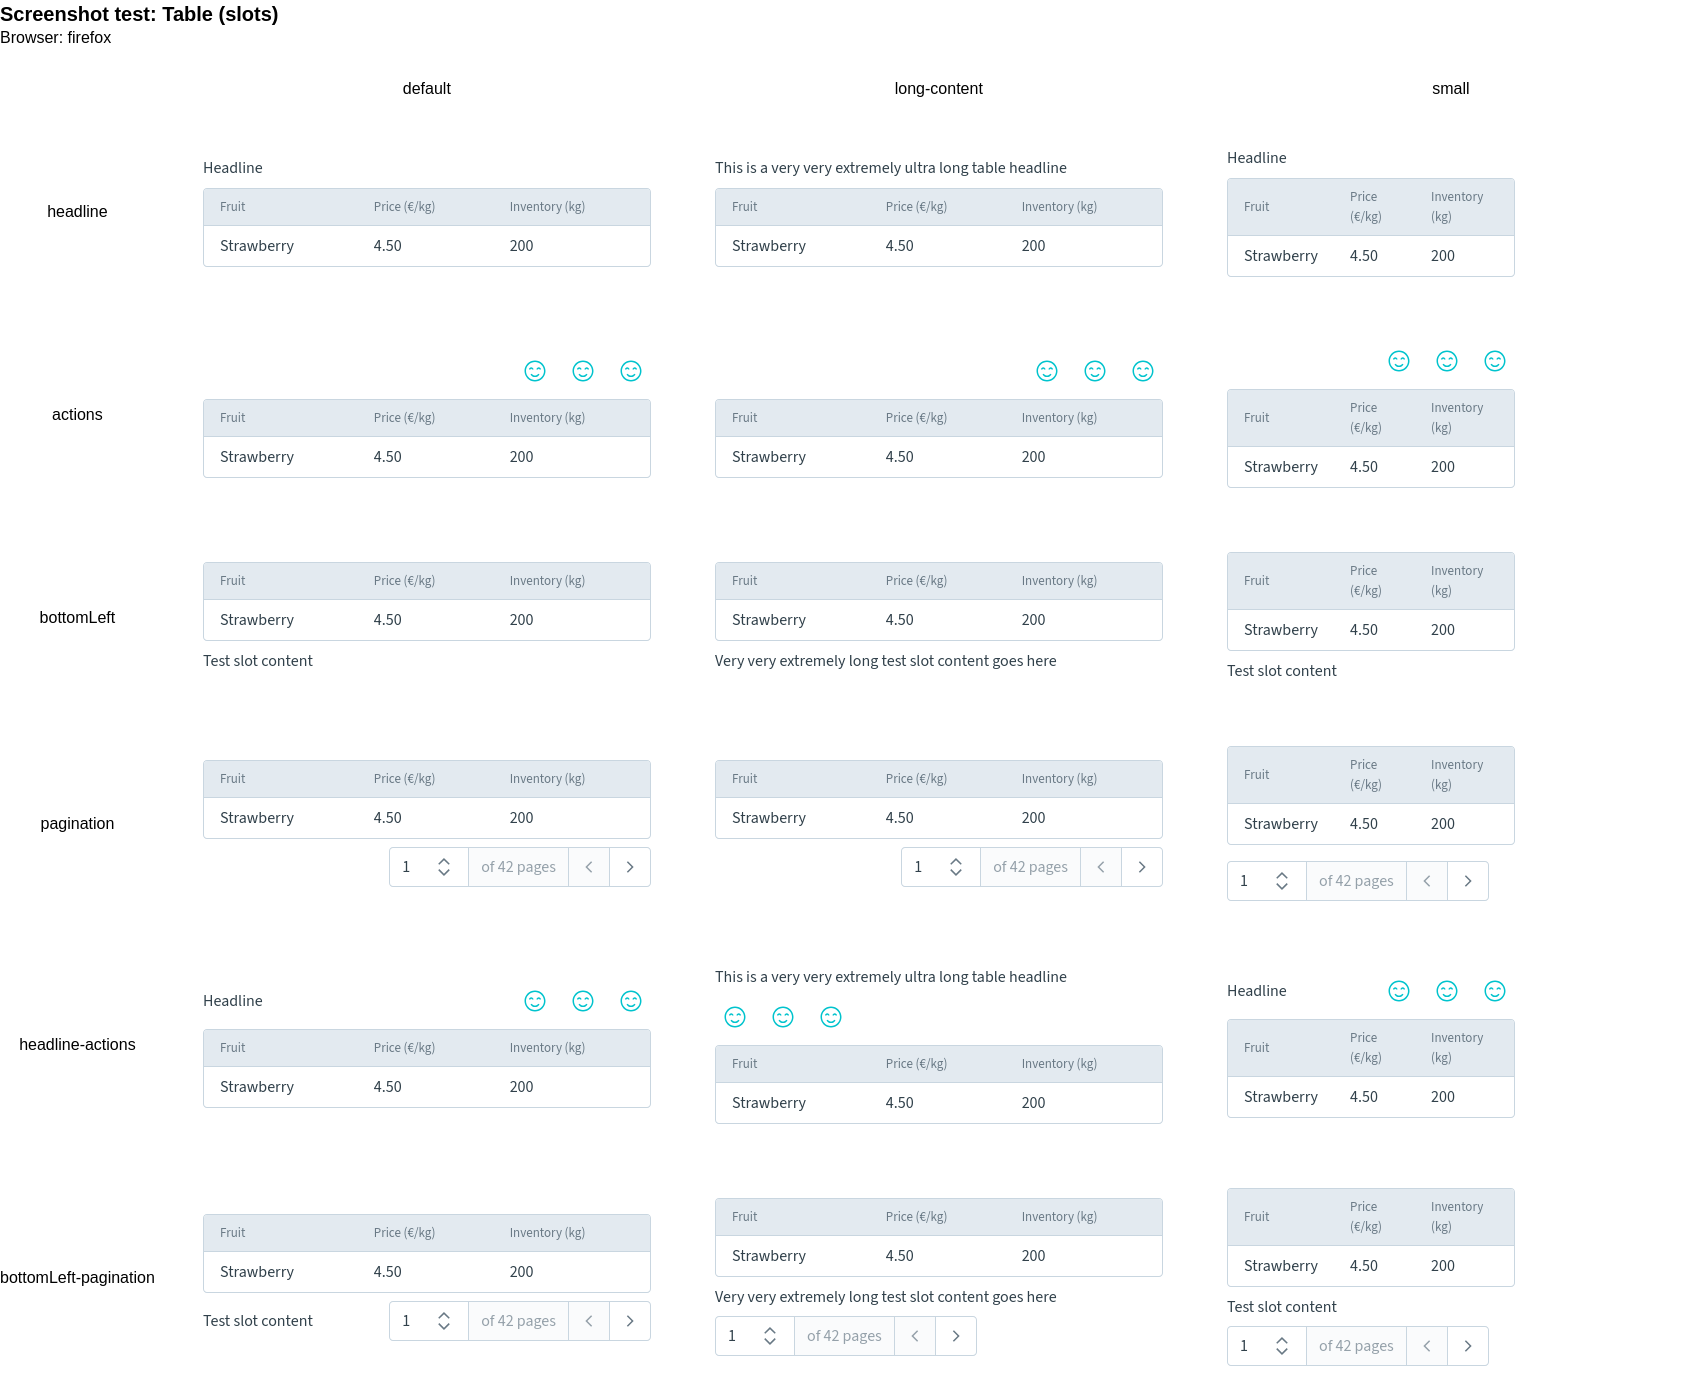 Screenshot test: Table (slots)
Browser: firefox
default long-content small
headline
Headline
Fruit Price (€/kg) Inventory (kg)
Strawberry 4.50 200
This is a very very extremely ultra long table headline
Fruit Price (€/kg) Inventory (kg)
Strawberry 4.50 200
Headline
Fruit Price (€/kg) Inventory (kg)
Strawberry 4.50 200
actions
Fruit Price (€/kg) Inventory (kg)
Strawberry 4.50 200
Fruit Price (€/kg) Inventory (kg)
Strawberry 4.50 200
Fruit Price (€/kg) Inventory (kg)
Strawberry 4.50 200
bottomLeft
Fruit Price (€/kg) Inventory (kg)
Strawberry 4.50 200
Test slot content
Fruit Price (€/kg) Inventory (kg)
Strawberry 4.50 200
Very very extremely long test slot content goes here
Fruit Price (€/kg) Inventory (kg)
Strawberry 4.50 200
Test slot content
pagination
Fruit Price (€/kg) Inventory (kg)
Strawberry 4.50 200
1 of 42 pages
Fruit Price (€/kg) Inventory (kg)
Strawberry 4.50 200
1 of 42 pages
Fruit Price (€/kg) Inventory (kg)
Strawberry 4.50 200
1 of 42 pages
headline-actions
Headline
Fruit Price (€/kg) Inventory (kg)
Strawberry 4.50 200
This is a very very extremely ultra long table headline
Fruit Price (€/kg) Inventory (kg)
Strawberry 4.50 200
Headline
Fruit Price (€/kg) Inventory (kg)
Strawberry 4.50 200
bottomLeft-pagination
Fruit Price (€/kg) Inventory (kg)
Strawberry 4.50 200
Test slot content 1 of 42 pages
Fruit Price (€/kg) Inventory (kg)
Strawberry 4.50 200
Very very extremely long test slot content goes here
1 of 42 pages
Fruit Price (€/kg) Inventory (kg)
Strawberry 4.50 200
Test slot content
1 of 42 pages